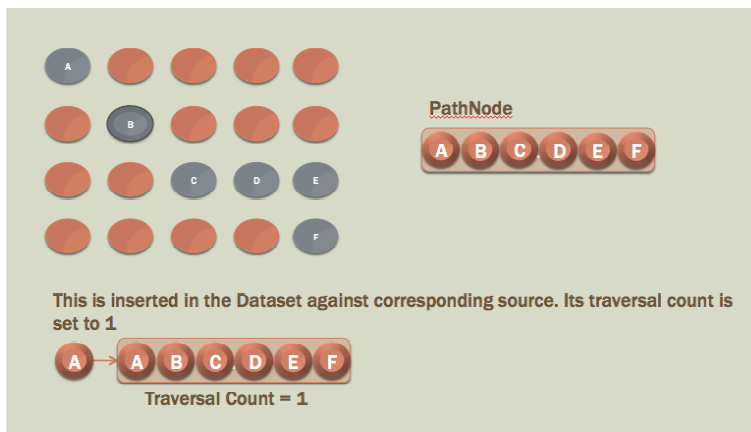 A
B
PathNode
A B C D E F
C D E
F
This is inserted in the Dataset against corresponding source. Its traversal count is
set to 1
A A B C D E F
Traversal Count = 1